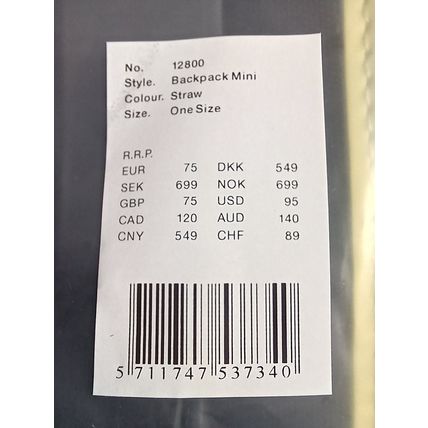 No. 12800
Style. Backpack Mini
Colour. Straw
Size. One Size
R.R.P.
EUR 75 DKK 549
SEK 699 NOK 699
GBP 75 USD 95
CAD 120 AUD 140
CNY 549 CHF 89
5 711747 537340